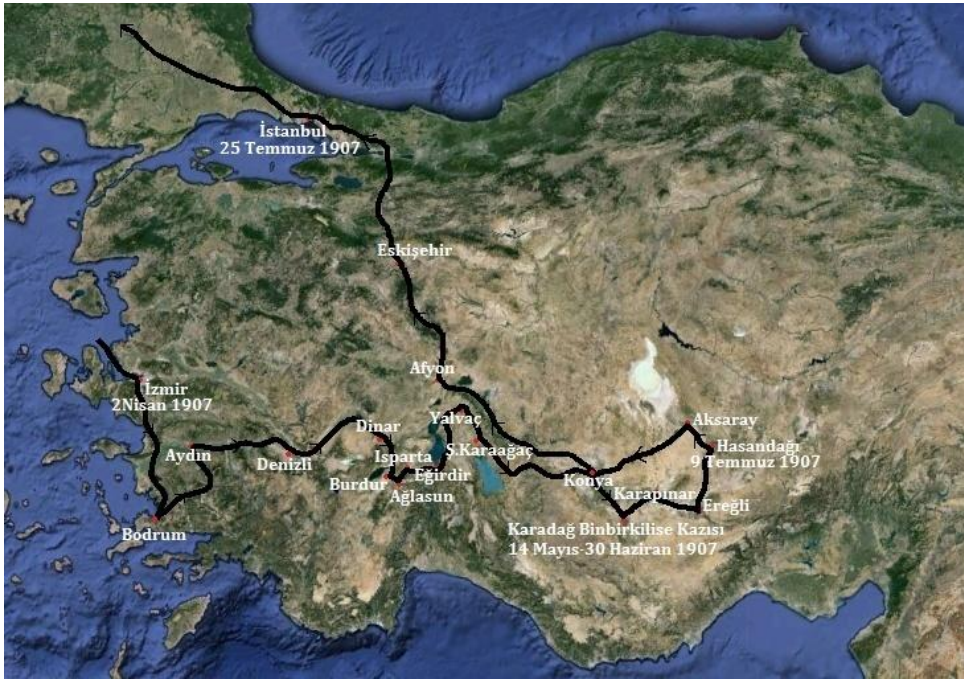 İstanbul
25 Temmuz 1907
Eskişehir
Afyon
İzmir
2Nisan 1907
Yalvaç
Aksaray
Dinar
Ş.Karaağaç
Hasandağı
9 Temmuz 1907
Aydın
Denizli
Isparta
Eğirdir
Burdur
Ağlasun
Konya
Karapınar
Ereğli
Bodrum
Karadağ Binbirkilise Kazısı
14 Mayıs-30 Haziran 1907